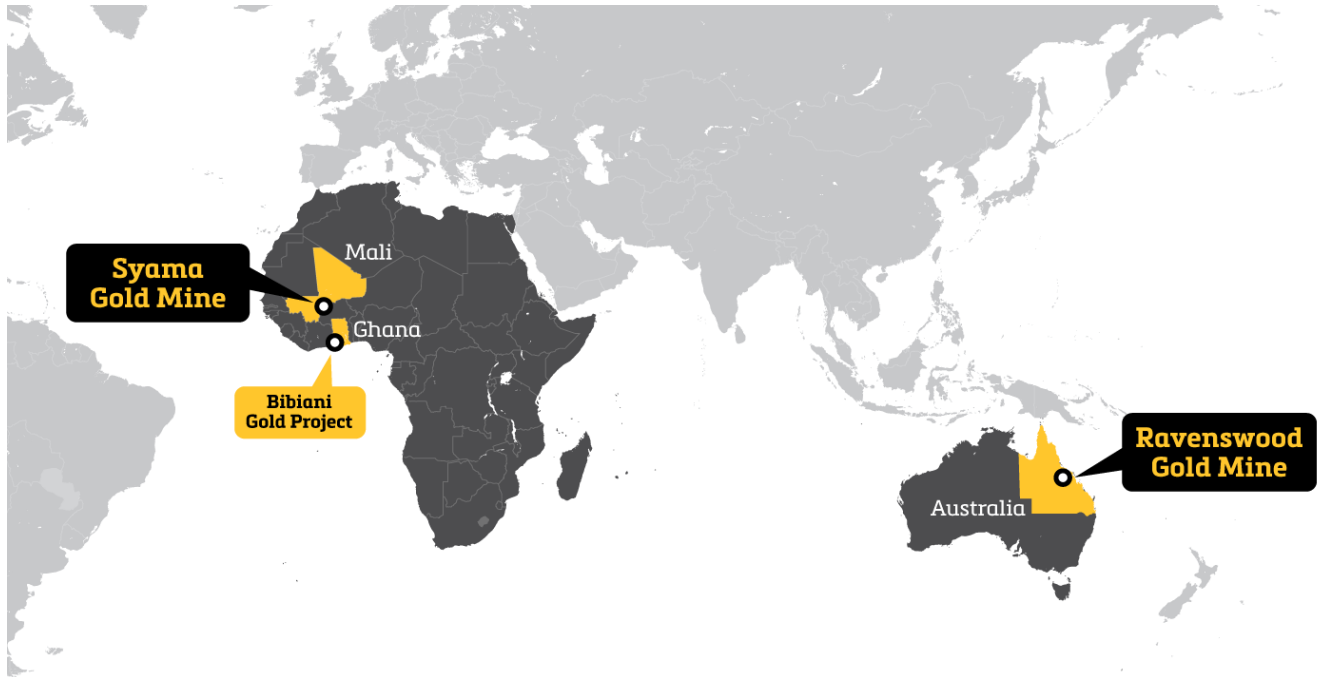 Mali
Syama
Gold Mine
Ghana
Bibiani
Gold Project
Ravenswood
Gold Mine
Australia